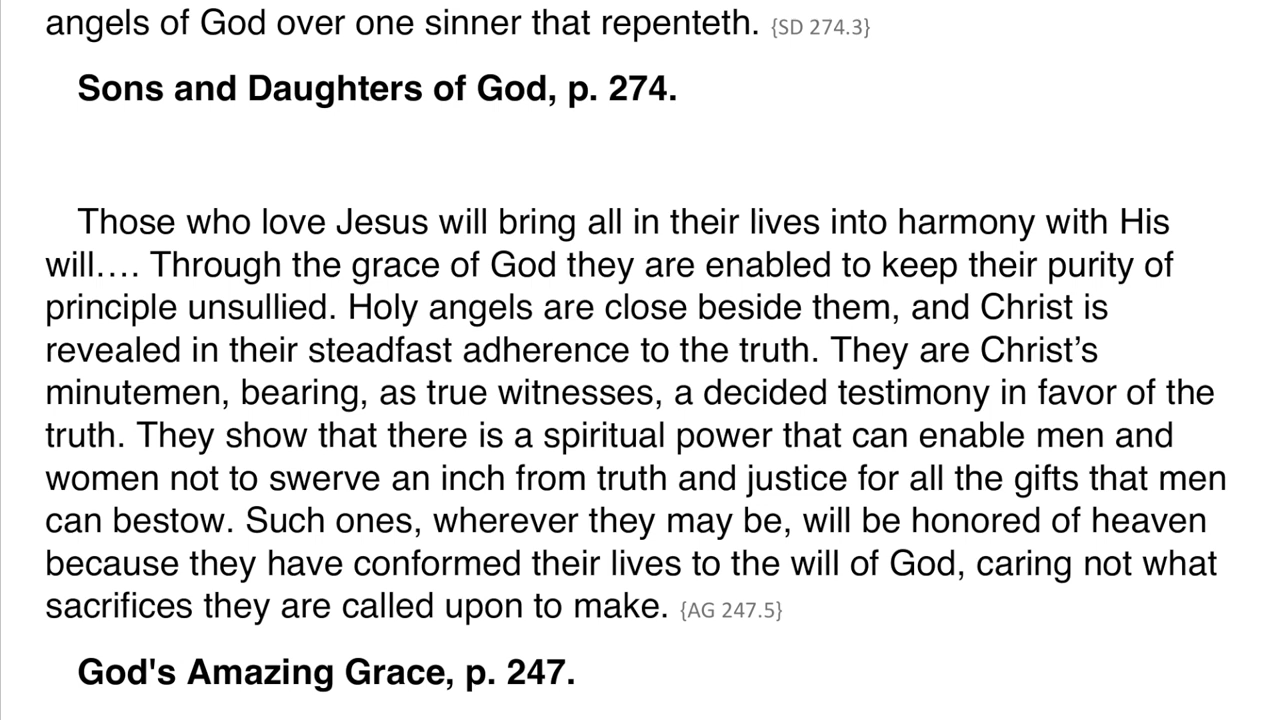 angels of God over one sinner that repenteth. {SD 274.3}
Sons and Daughters of God, p. 274.
Those who love Jesus will bring all in their lives into harmony with His
will.... Through the grace of God they are enabled to keep their purity of
principle unsullied. Holy angels are close beside them, and Christ is
revealed in their steadfast adherence to the truth. They are Christ’s
minutemen, bearing, as true witnesses, a decided testimony in favor of the
truth. They show that there is a spiritual power that can enable men and
women not to swerve an inch from truth and justice for all the gifts that men
can bestow. Such ones, wherever they may be, will be honored of heaven
because they have conformed their lives to the will of God, caring not what
sacrifices they are called upon to make. {AG 247.5}
God's Amazing Grace, p. 247.